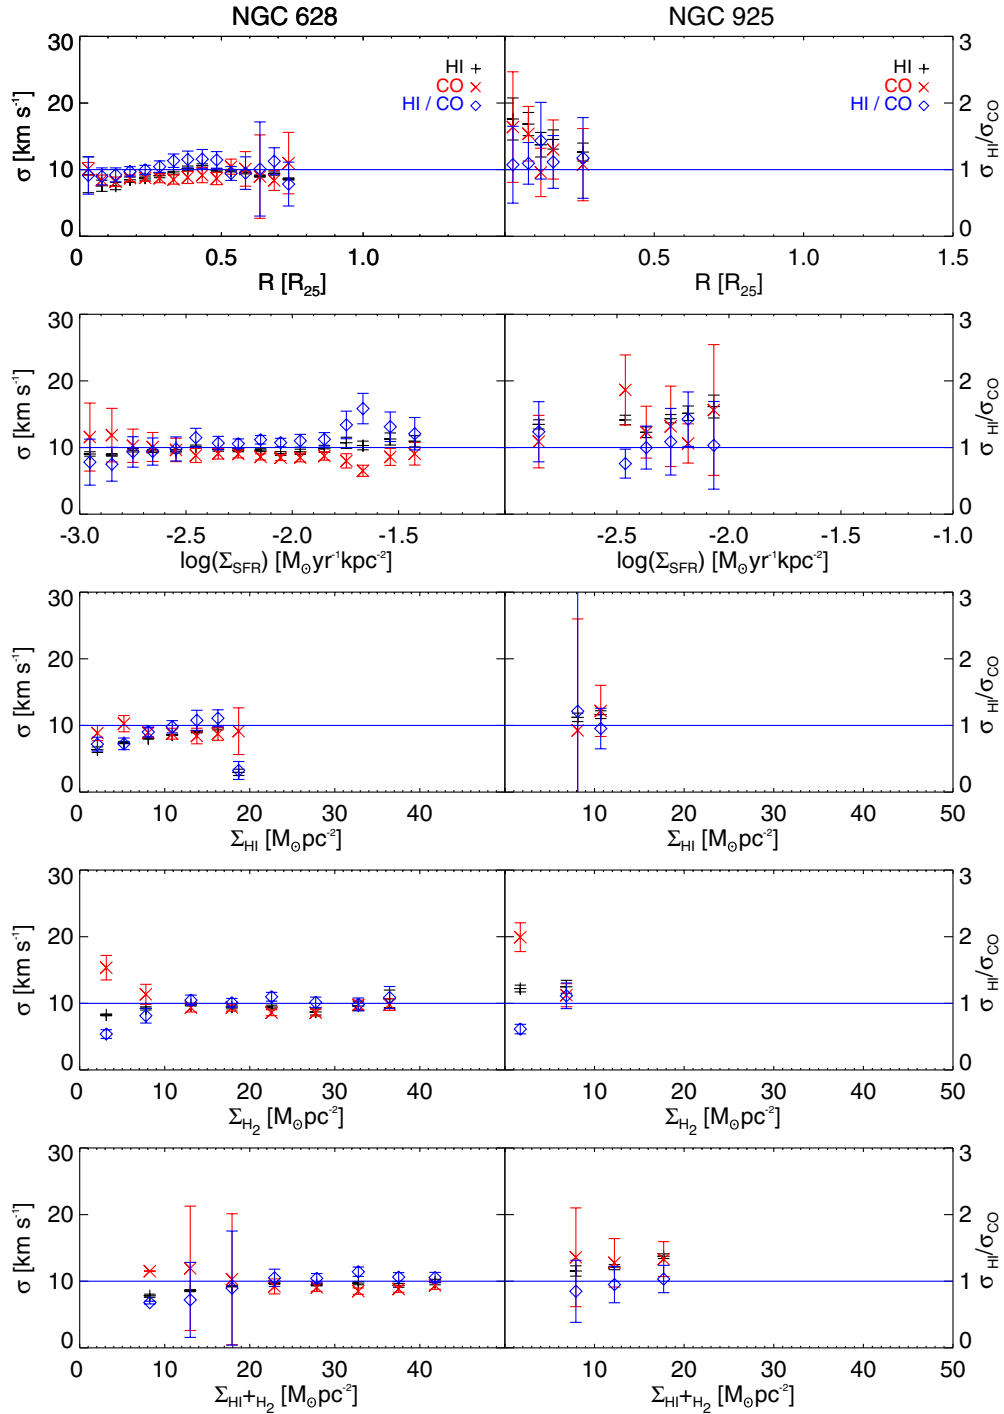 NGC 628 NGC 925
30 3
HI + HI +
CO × CO ×
20 HI / CO ◇ HI / CO ◇ 2
σ [km s⁻¹] σ HI/σCO
10 1
0 0
0 0.5 1.0 0.5 1.0 1.5
R [R₂₅] R [R₂₅]
30 3
20 2
σ [km s⁻¹] σ HI/σCO
10 1
0 0
-3.0 -2.5 -2.0 -1.5 -2.5 -2.0 -1.5 -1.0
log(Σ_SFR) [M⊙yr⁻¹kpc⁻²] log(Σ_SFR) [M⊙yr⁻¹kpc⁻²]
30 3
20 2
σ [km s⁻¹] σ HI/σCO
10 1
0 0
0 10 20 30 40 10 20 30 40 50
Σ_HI [M⊙pc⁻²] Σ_HI [M⊙pc⁻²]
30 3
20 2
σ [km s⁻¹] σ HI/σCO
10 1
0 0
0 10 20 30 40 10 20 30 40 50
Σ_H₂ [M⊙pc⁻²] Σ_H₂ [M⊙pc⁻²]
30 3
20 2
σ [km s⁻¹] σ HI/σCO
10 1
0 0
0 10 20 30 40 10 20 30 40 50
Σ_HI+H₂ [M⊙pc⁻²] Σ_HI+H₂ [M⊙pc⁻²]